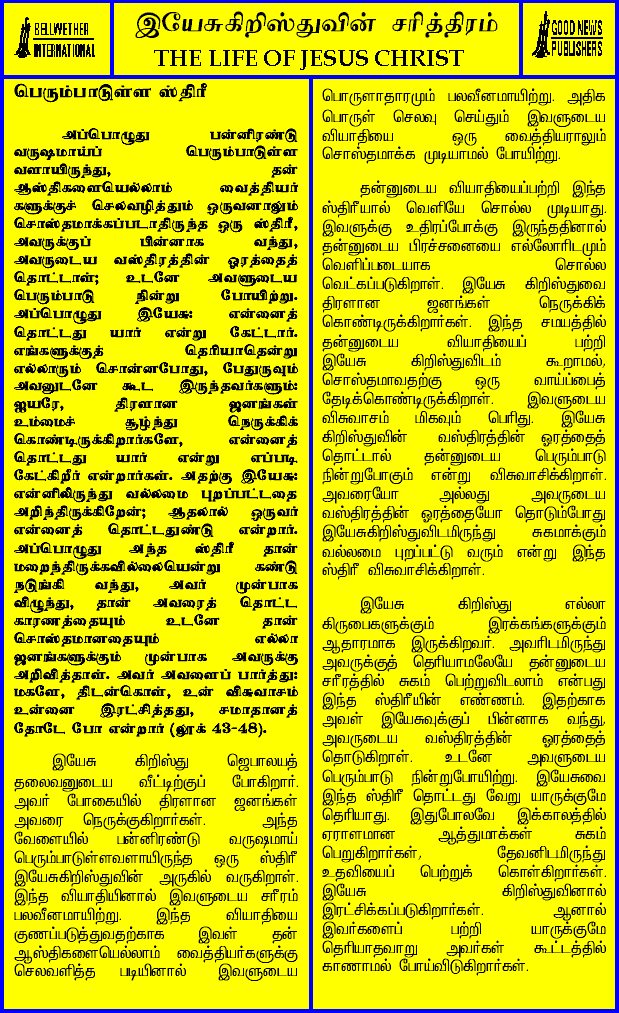 BELLWETHER
INTERNATIONAL
இயேசுகிறிஸ்துவின் சரித்திரம்
THE LIFE OF JESUS CHRIST
GOOD NEWS
PUBLISHERS
பெரும்பாடுள்ள ஸ்திரீ
அப்பொழுது பன்னிரண்டு
வருஷமாய்ப் பெரும்பாடுள்ள
வளாயிருந்து, தன்
ஆஸ்திகளையெல்லாம் வைத்தியர்
களுக்குச் செலவழித்தும் ஒருவனாலும்
சொஸ்தமாக்கப்படாதிருந்த ஒரு ஸ்திரீ,
அவருக்குப் பின்னாக வந்து,
அவருடைய வஸ்திரத்தின் ஓரத்தைத்
தொட்டாள்; உடனே அவளுடைய
பெரும்பாடு நின்று போயிற்று.
அப்பொழுது இயேசு: என்னைத்
தொட்டது யார் என்று கேட்டார்.
எங்களுக்குத் தெரியாதென்று
எல்லாரும் சொன்னபோது, பேதுருவும்
அவனுடனே கூட இருந்தவர்களும்:
ஐயரே, திரளான ஜனங்கள்
உம்மைச் சூழ்ந்து நெருக்கிக்
கொண்டிருக்கிறார்களே, என்னைத்
தொட்டது யார் என்று எப்படி
கேட்கிறீர் என்றார்கள். அதற்கு இயேசு:
என்னிலிருந்து வல்லமை புறப்பட்டதை
அறிந்திருக்கிறேன்; ஆதலால் ஒருவர்
என்னைத் தொட்டதுண்டு என்றார்.
அப்பொழுது அந்த ஸ்திரீ தான்
மறைந்திருக்கவில்லையென்று கண்டு
நடுங்கி வந்து, அவர் முன்பாக
விழுந்து, தான் அவரைத் தொட்ட
காரணத்தையும் உடனே தான்
சொஸ்தமானதையும் எல்லா
ஜனங்களுக்கும் முன்பாக அவருக்கு
அறிவித்தாள். அவர் அவளைப் பார்த்து:
மகளே, திடன்கொள், உன் விசுவாசம்
உன்னை இரட்சித்தது, சமாதானத்
தோடே போ என்றார் (லூக் 43-48).
இயேசு கிறிஸ்து ஜெபாலயத்
தலைவனுடைய வீட்டிற்குப் போகிறார்.
அவர் போகையில் திரளான ஜனங்கள்
அவரை நெருக்குகிறார்கள். அந்த
வேளையில் பன்னிரண்டு வருஷமாய்
பெரும்பாடுள்ளவளாயிருந்த ஒரு ஸ்திரீ
இயேசுகிறிஸ்துவின் அருகில் வருகிறாள்.
இந்த வியாதியினால் இவளுடைய சரீரம்
பலவீனமாயிற்று. இந்த வியாதியை
குணப்படுத்துவதற்காக இவள் தன்
ஆஸ்திகளையெல்லாம் வைத்தியர்களுக்கு
செலவளித்த படியினால் இவளுடைய
பொருளாதாரமும் பலவீனமாயிற்று. அதிக
பொருள் செலவு செய்தும் இவளுடைய
வியாதியை ஒரு வைத்தியராலும்
சொஸ்தமாக்க முடியாமல் போயிற்று.
தன்னுடைய வியாதியைப்பற்றி இந்த
ஸ்திரீயால் வெளியே சொல்ல முடியாது.
இவளுக்கு உதிரப்போக்கு இருந்ததினால்
தன்னுடைய பிரச்சனையை எல்லோரிடமும்
வெளிப்படையாக சொல்ல
வெட்கப்படுகிறாள். இயேசு கிறிஸ்துவை
திரளான ஜனங்கள் நெருக்கிக்
கொண்டிருக்கிறார்கள். இந்த சமயத்தில்
தன்னுடைய வியாதியைப் பற்றி
இயேசு கிறிஸ்துவிடம் கூறாமல்,
சொஸ்தமாவதற்கு ஒரு வாய்ப்பைத்
தேடிக்கொண்டிருக்கிறாள். இவளுடைய
விசுவாசம் மிகவும் பெரிது. இயேசு
கிறிஸ்துவின் வஸ்திரத்தின் ஓரத்தைத்
தொட்டால் தன்னுடைய பெரும்பாடு
நின்றுபோகும் என்று விசுவாசிக்கிறாள்.
அவரையோ அல்லது அவருடைய
வஸ்திரத்தின் ஓரத்தையோ தொடும்போது
இயேசுகிறிஸ்துவிடமிருந்து சுகமாக்கும்
வல்லமை புறப்பட்டு வரும் என்று இந்த
ஸ்திரீ விசுவாசிக்கிறாள்.
இயேசு கிறிஸ்து எல்லா
கிருபைகளுக்கும் இரக்கங்களுக்கும்
ஆதாரமாக இருக்கிறவர். அவரிடமிருந்து
அவருக்குத் தெரியாமலேயே தன்னுடைய
சரீரத்தில் சுகம் பெற்றுவிடலாம் என்பது
இந்த ஸ்திரீயின் எண்ணம். இதற்காக
அவள் இயேசுவுக்குப் பின்னாக வந்து,
அவருடைய வஸ்திரத்தின் ஓரத்தைத்
தொடுகிறாள். உடனே அவளுடைய
பெரும்பாடு நின்றுபோயிற்று. இயேசுவை
இந்த ஸ்திரீ தொட்டது வேறு யாருக்குமே
தெரியாது. இதுபோலவே இக்காலத்தில்
ஏராளமான ஆத்துமாக்கள் சுகம்
பெறுகிறார்கள், தேவனிடமிருந்து
உதவியைப் பெற்றுக் கொள்கிறார்கள்.
இயேசு கிறிஸ்துவினால்
இரட்சிக்கப்படுகிறார்கள். ஆனால்
இவர்களைப் பற்றி யாருக்குமே
தெரியாதவாறு அவர்கள் கூட்டத்தில்
காணாமல் போய்விடுகிறார்கள்.